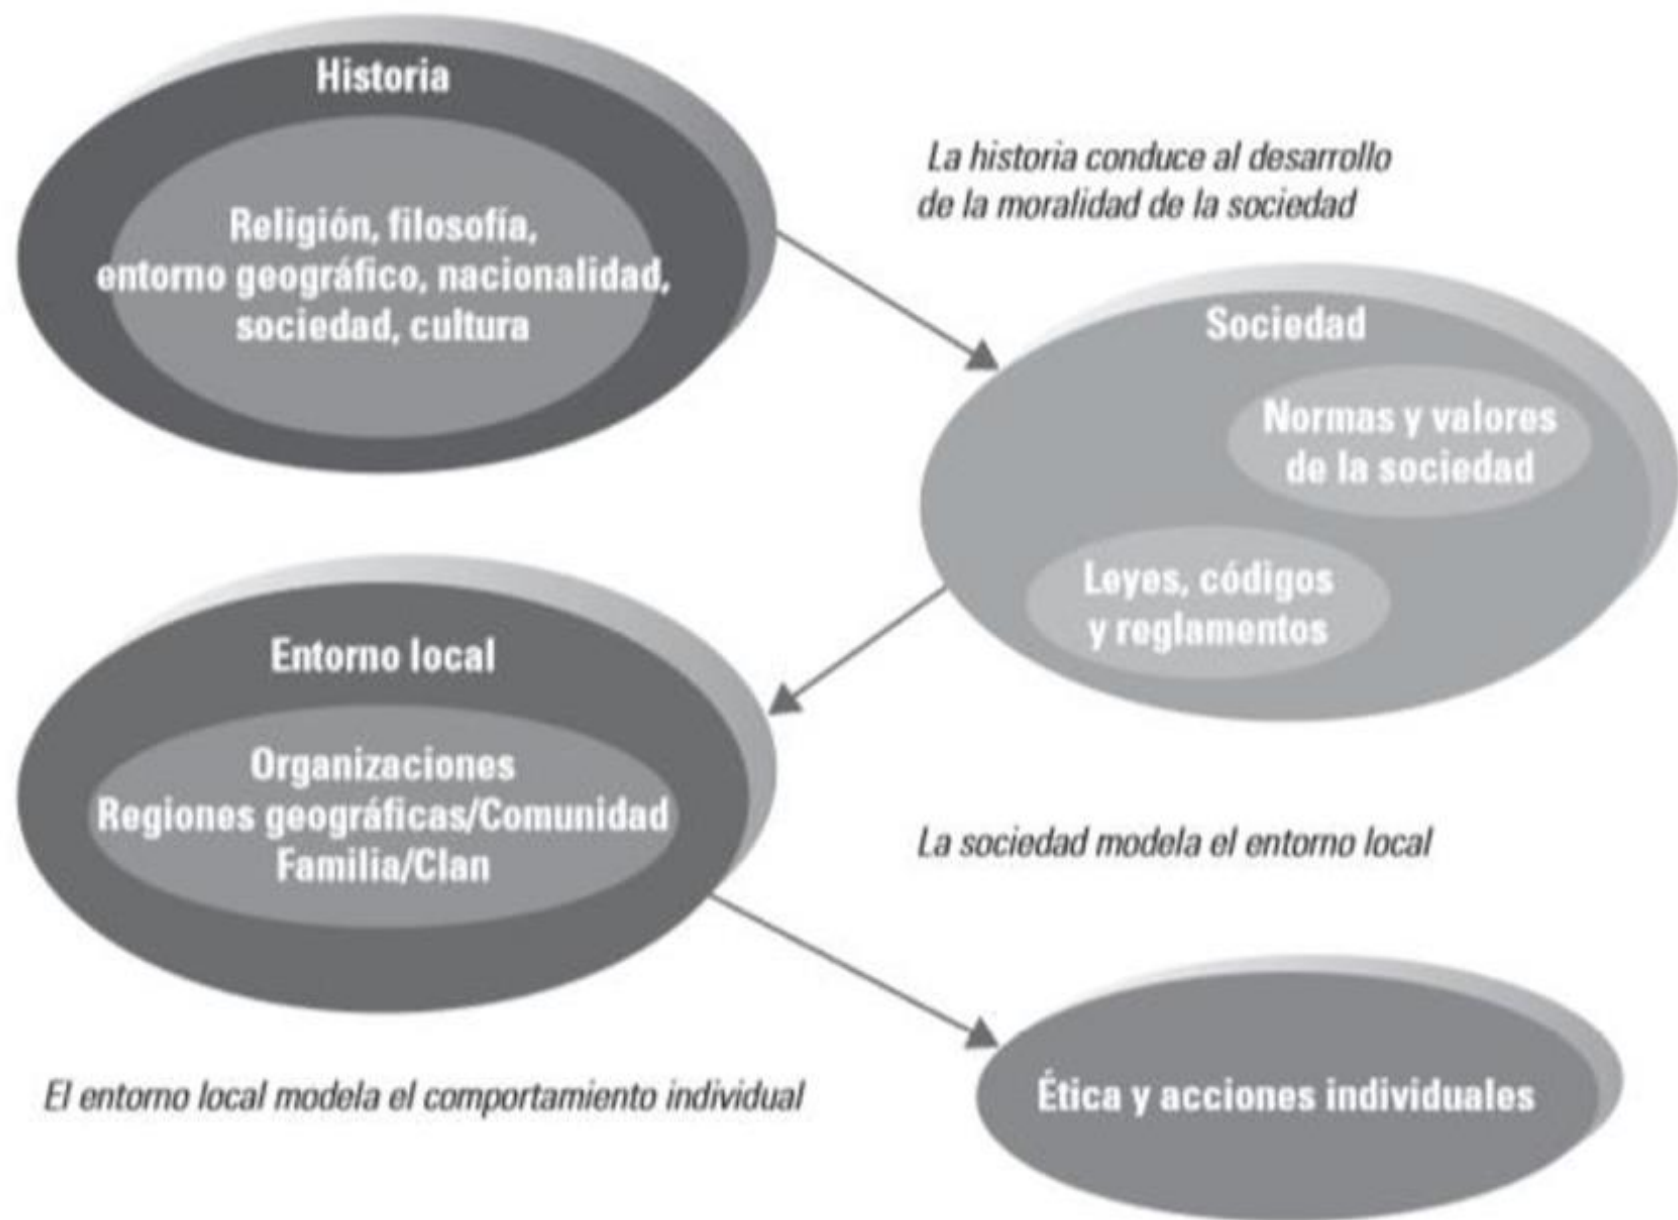 Historia
Religión, filosofía,
entorno geográfico, nacionalidad,
sociedad, cultura
La historia conduce al desarrollo
de la moralidad de la sociedad
Sociedad
Normas y valores
de la sociedad
Leyes, códigos
y reglamentos
Entorno local
Organizaciones
Regiones geográficas/Comunidad
Familia/Clan
La sociedad modela el entorno local
El entorno local modela el comportamiento individual
Ética y acciones individuales